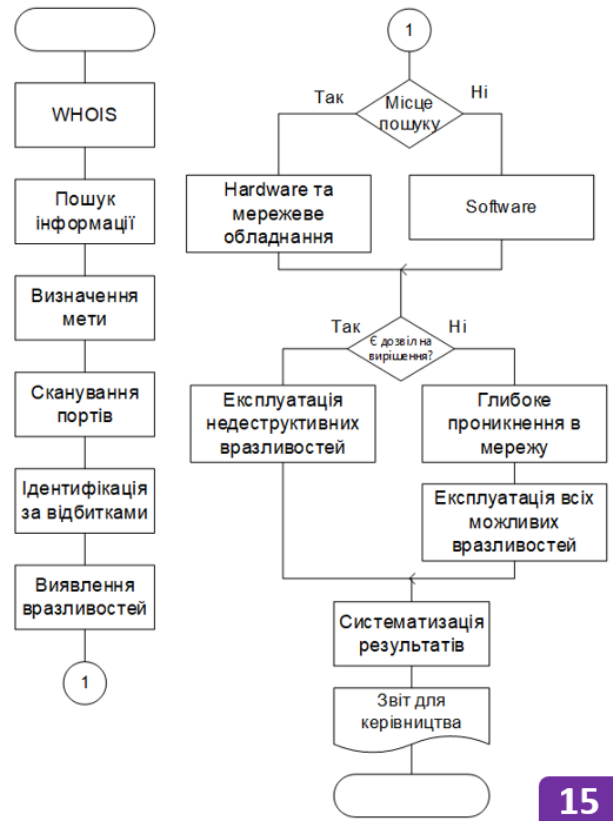 WHOIS
Пошук
інформації
Визначення
мети
Сканування
портів
Ідентифікація
за відбитками
Виявлення
вразливостей
1
1
Так
Ні
Місце
пошуку
Hardware та
мережеве
обладнання
Software
Так
Ні
Є дозвіл на
вирішення?
Експлуатація
недеструктивних
вразливостей
Глибоке
проникнення в
мережу
Експлуатація всіх
можливих
вразливостей
Систематизація
результатів
Звіт для
керівництва
15